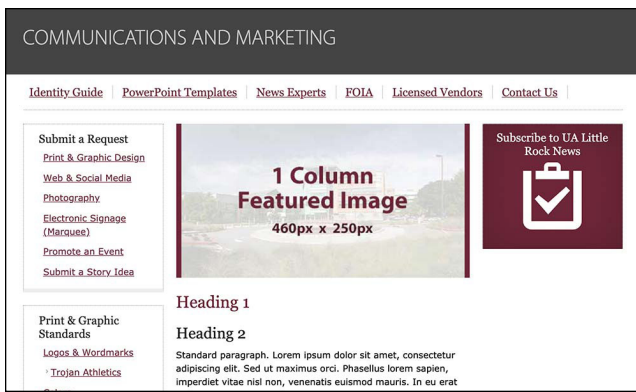 COMMUNICATIONS AND MARKETING
Identity Guide PowerPoint Templates News Experts FOIA Licensed Vendors Contact Us
Submit a Request
Print & Graphic Design
Web & Social Media
Photography
Electronic Signage
(Marquee)
Promote an Event
Submit a Story Idea
Print & Graphic
Standards
Logos & Wordmarks
Trojan Athletics
1 Column
Featured Image
460px x 250px
Heading 1
Heading 2
Standard paragraph. Lorem ipsum dolor sit amet, consectetur
adipiscing elit. Sed ut maximus orci. Phasellus lorem sapien,
imperdiet vitae nisl non, venenatis euismod mauris. In eu erat
Subscribe to UA Little
Rock News